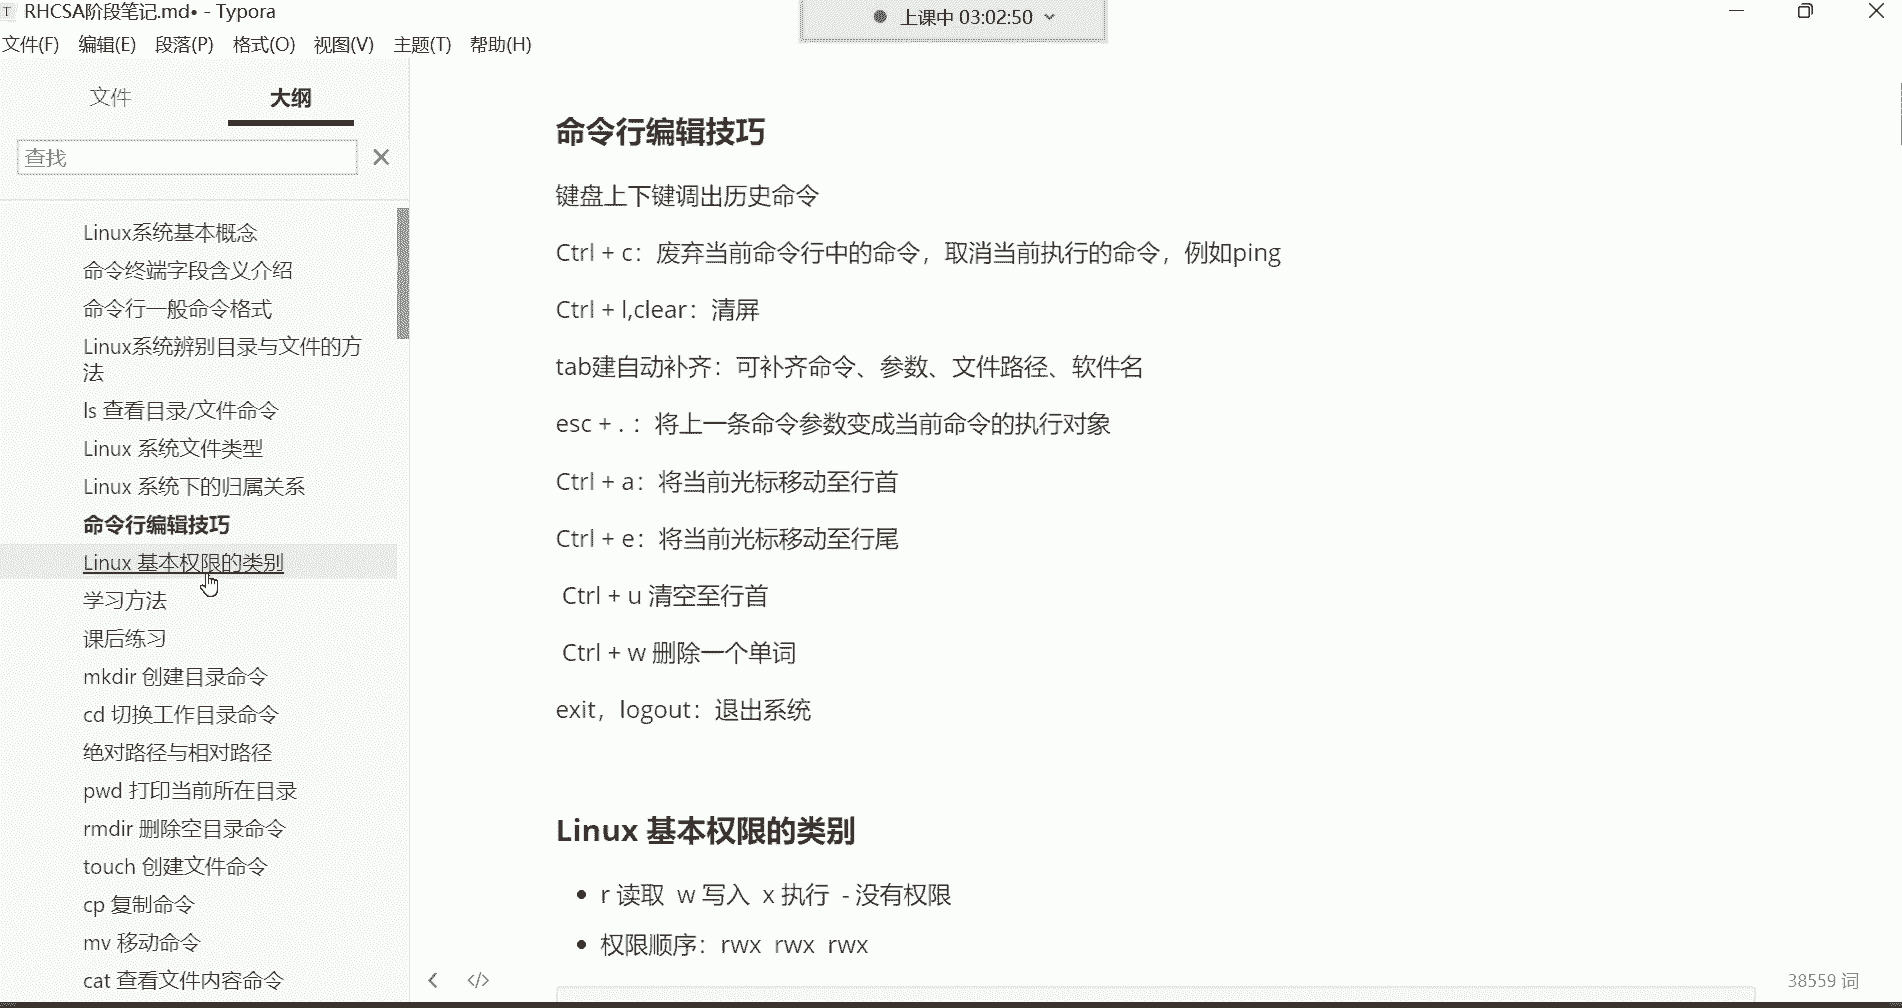 RHCSA阶段笔记.md• - Typora
上课中 03:02:50
文件(F) 编辑(E) 段落(P) 格式(O) 视图(V) 主题(T) 帮助(H)
文件 大纲
查找
Linux系统基本概念
命令终端字段含义介绍
命令行一般命令格式
Linux系统辨别目录与文件的方
法
ls 查看目录/文件命令
Linux 系统文件类型
Linux 系统下的归属关系
命令行编辑技巧
Linux 基本权限的类别
学习方法
课后练习
mkdir 创建目录命令
cd 切换工作目录命令
绝对路径与相对路径
pwd 打印当前所在目录
rmdir 删除空目录命令
touch 创建文件命令
cp 复制命令
mv 移动命令
cat 查看文件内容命令
命令行编辑技巧
键盘上下键调出历史命令
Ctrl + c：废弃当前命令行中的命令，取消当前执行的命令，例如ping
Ctrl + l,clear：清屏
tab建自动补齐：可补齐命令、参数、文件路径、软件名
esc + . ：将上一条命令参数变成当前命令的执行对象
Ctrl + a：将当前光标移动至行首
Ctrl + e：将当前光标移动至行尾
Ctrl + u 清空至行首
Ctrl + w 删除一个单词
exit，logout：退出系统
Linux 基本权限的类别
• r 读取 w 写入 x 执行 - 没有权限
• 权限顺序：rwx rwx rwx
38559 词